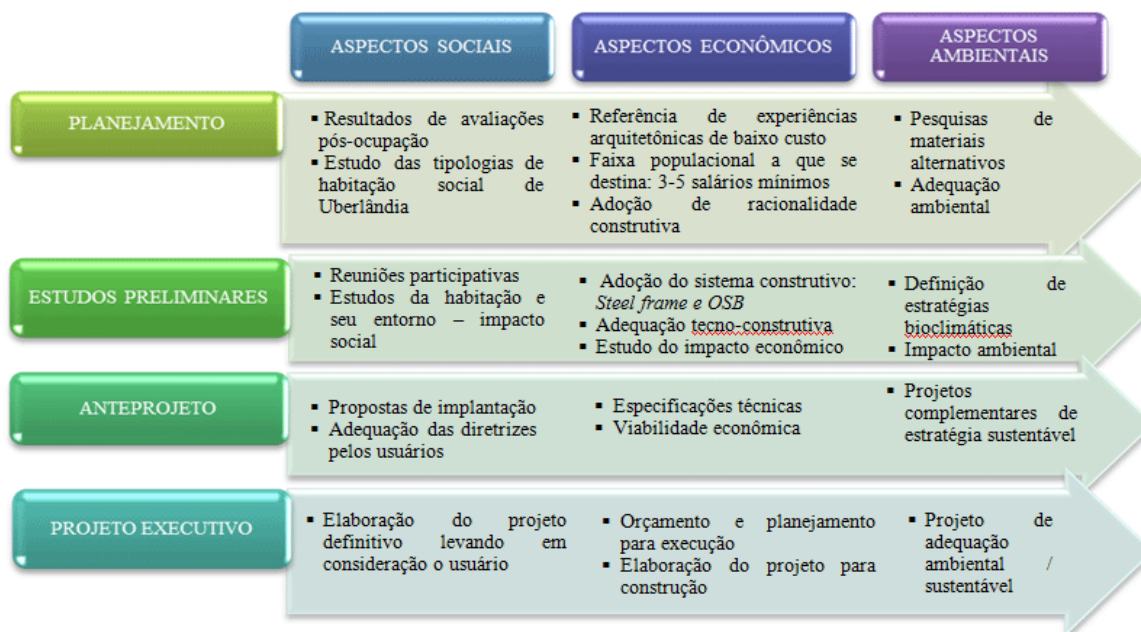 ASPECTOS SOCIAIS
ASPECTOS ECONÔMICOS
ASPECTOS
AMBIENTAIS
PLANEJAMENTO
▪ Resultados de avaliações
pós-ocupação
▪ Estudo das tipologias de
habitação social de
Uberlândia
▪ Referência de experiências
arquitetônicas de baixo custo
▪ Faixa populacional a que se
destina: 3-5 salários mínimos
▪ Adoção de racionalidade
construtiva
▪ Pesquisas de
materiais
alternativos
▪ Adequação
ambiental
ESTUDOS PRELIMINARES
▪ Reuniões participativas
▪ Estudos da habitação e
seu entorno – impacto
social
▪ Adoção do sistema construtivo:
Steel frame e OSB
▪ Adequação tecno-construtiva
▪ Estudo do impacto econômico
▪ Definição de
estratégias
bioclimáticas
▪ Impacto ambiental
ANTEPROJETO
▪ Propostas de implantação
▪ Adequação das diretrizes
pelos usuários
▪ Especificações técnicas
▪ Viabilidade econômica
▪ Projetos
complementares de
estratégia sustentável
PROJETO EXECUTIVO
▪ Elaboração do projeto
definitivo levando em
consideração o usuário
▪ Orçamento e planejamento
para execução
▪ Elaboração do projeto para
construção
▪ Projeto de
adequação
ambiental /
sustentável